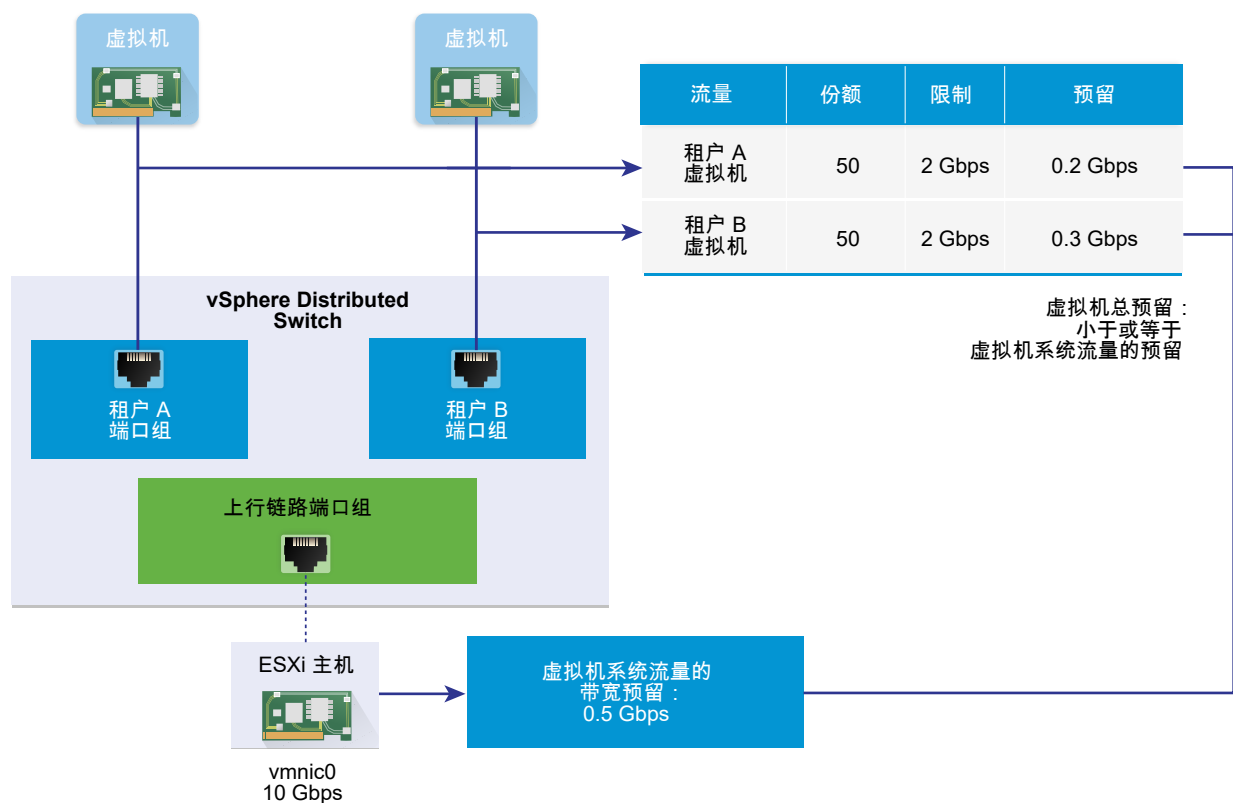 虚拟机
虚拟机
流量 份额 限制 预留
租户 A
虚拟机
50 2 Gbps 0.2 Gbps
租户 B
虚拟机
50 2 Gbps 0.3 Gbps
虚拟机总预留：
小于或等于
虚拟机系统流量的预留
vSphere Distributed
Switch
租户 A
端口组
租户 B
端口组
上行链路端口组
ESXi 主机
vmnic0
10 Gbps
虚拟机系统流量的
带宽预留：
0.5 Gbps